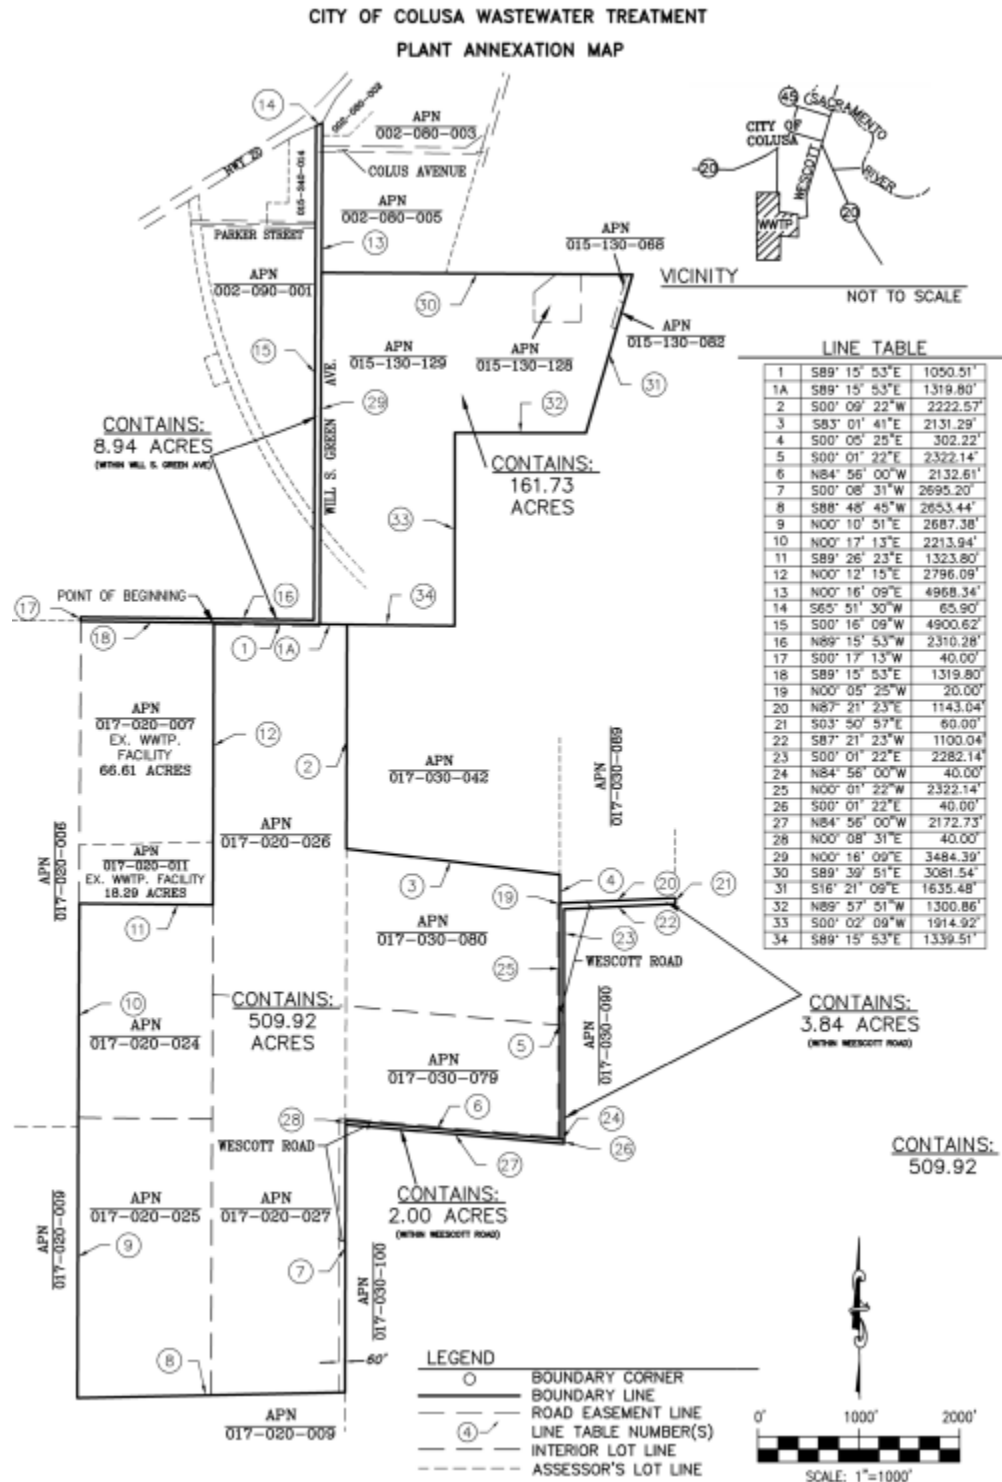 CITY OF COLUSA WASTEWATER TREATMENT
PLANT ANNEXATION MAP
14
002-080-002
APN
002-080-003
HWY 20
015-340-014
COLUS AVENUE
APN
002-080-005
PARKER STREET
13
APN
015-130-068
APN
002-090-001
30
APN
015-130-062
15
APN
015-130-129
APN
015-130-128
31
29
32
WILL S. GREEN AVE.
CONTAINS:
8.94 ACRES
(WITHIN WILL S. GREEN AVE)
CONTAINS:
161.73
ACRES
33
POINT OF BEGINNING
16
34
17
18
1
1A
45
SACRAMENTO
RIVER
CITY OF
COLUSA
WESCOTT
20
20
WWTP
VICINITY
NOT TO SCALE
LINE TABLE
1 S89° 15' 53"E 1050.51'
1A S89° 15' 53"E 1319.80'
2 S00° 09' 22"W 2222.57'
3 S83° 01' 41"E 2131.29'
4 S00° 05' 25"E 302.22'
5 S00° 01' 22"E 2322.14'
6 N84° 56' 00"W 2132.61'
7 S00° 08' 31"W 2695.20'
8 S88° 48' 45"W 2653.44'
9 N00° 10' 51"E 2687.38'
10 N00° 17' 13"E 2213.94'
11 S89° 26' 23"E 1323.80'
12 N00° 12' 15"E 2796.09'
13 N00° 16' 09"E 4968.34'
14 S65° 51' 30"W 65.90'
15 S00° 16' 09"W 4900.62'
16 N89° 15' 53"W 2310.28'
17 S00° 17' 13"W 40.00'
18 S89° 15' 53"E 1319.80'
19 N00° 05' 25"W 20.00'
20 N87° 21' 23"E 1143.04'
21 S03° 50' 57"E 60.00'
22 S87° 21' 23"W 1100.04'
23 S00° 01' 22"E 2282.14'
24 N84° 56' 00"W 40.00'
25 N00° 01' 22"W 2322.14'
26 S00° 01' 22"E 40.00'
27 N84° 56' 00"W 2172.73'
28 N00° 08' 31"E 40.00'
29 N00° 16' 09"E 3484.39'
30 S89° 39' 51"E 3081.54'
31 S16° 21' 09"E 1635.48'
32 N89° 57' 51"W 1300.86'
33 S00° 02' 09"W 1914.92'
34 S89° 15' 53"E 1339.51'
APN
017-020-007
EX. WWTP.
FACILITY
66.61 ACRES
12
2
APN
017-030-042
APN
017-030-089
APN
017-020-006
APN
017-020-011
EX. WWTP. FACILITY
18.29 ACRES
APN
017-020-026
3
4
19
20
21
11
22
APN
017-030-080
23
25
WESCOTT ROAD
10
CONTAINS:
509.92
ACRES
APN
017-020-024
5
APN
017-030-090
CONTAINS:
3.84 ACRES
(WITHIN WEESCOTT ROAD)
APN
017-030-079
28
6
24
WESCOTT ROAD
27
26
CONTAINS:
509.92
APN
017-020-025
APN
017-020-027
CONTAINS:
2.00 ACRES
(WITHIN WEESCOTT ROAD)
APN
017-020-009
9
7
APN
017-030-100
8
60'
APN
017-020-009
LEGEND
BOUNDARY CORNER
BOUNDARY LINE
ROAD EASEMENT LINE
4 LINE TABLE NUMBER(S)
INTERIOR LOT LINE
ASSESSOR'S LOT LINE
0' 1000' 2000'
SCALE: 1"=1000'